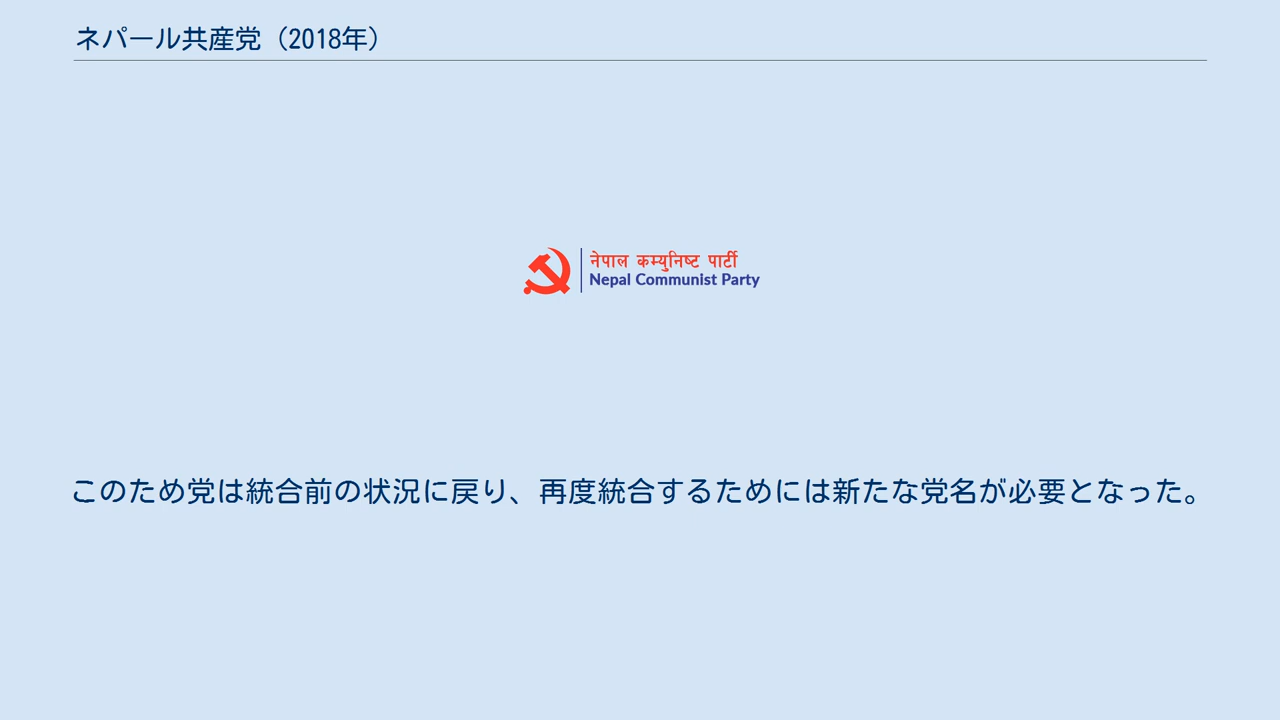 ネパール共産党（2018年）
नेपाल कम्युनिष्ट पार्टी
Nepal Communist Party
このため党は統合前の状況に戻り、再度統合するためには新たな党名が必要となった。